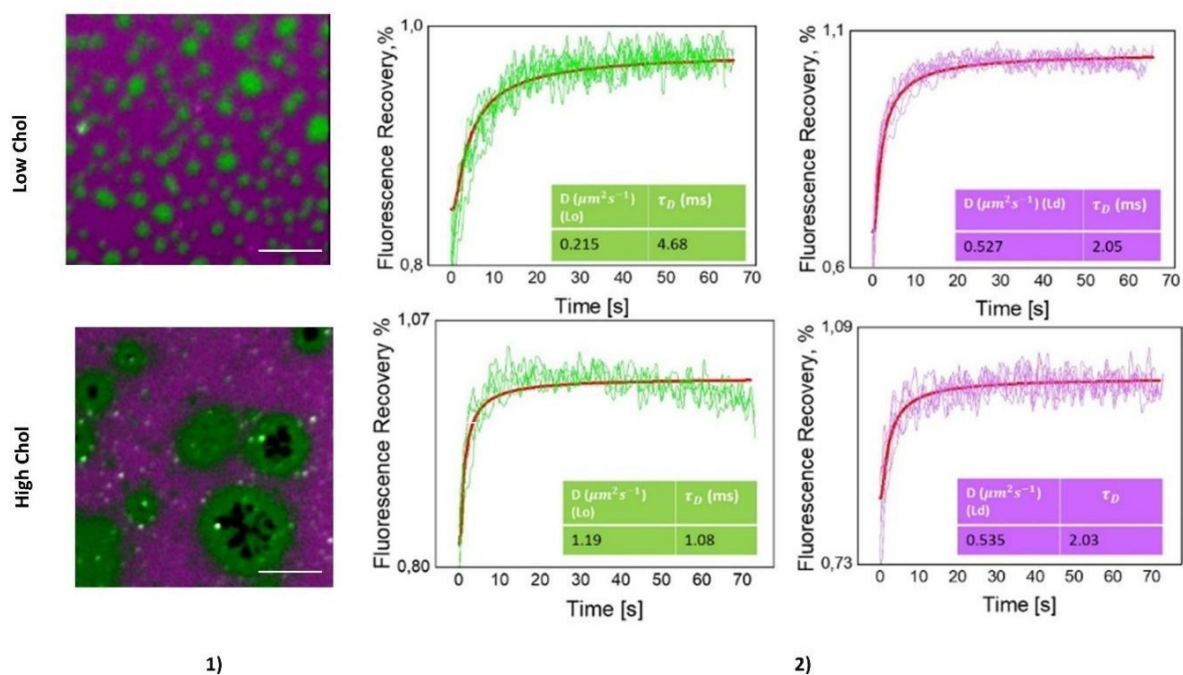 Low Chol
Fluorescence Recovery, %
1,0
0,8
0 10 20 30 40 50 60 70
Time [s]
D (μm²s⁻¹) (Lo) τ_D (ms)
0.215 4.68
Fluorescence Recovery, %
1,1
0,6
0 10 20 30 40 50 60 70
Time [s]
D (μm²s⁻¹) (Ld) τ_D (ms)
0.527 2.05
High Chol
Fluorescence Recovery %
1,07
0,80
0 10 20 30 40 50 60 70
Time [s]
D (μm²s⁻¹)
(Lo) τ_D (ms)
1.19 1.08
Fluorescence Recovery, %
1,09
0,73
0 10 20 30 40 50 60 70
Time [s]
D (μm²s⁻¹)
(Ld) τ_D
0.535 2.03
1)
2)